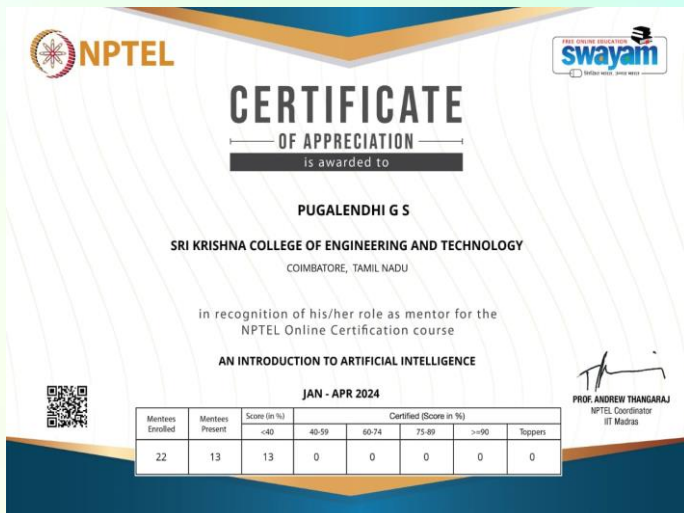 NPTEL
FREE ONLINE EDUCATION
swayam
शिक्षित भारत, उन्नत भारत
CERTIFICATE
OF APPRECIATION
is awarded to
PUGALENDHI G S
SRI KRISHNA COLLEGE OF ENGINEERING AND TECHNOLOGY
COIMBATORE, TAMIL NADU
in recognition of his/her role as mentor for the
NPTEL Online Certification course
AN INTRODUCTION TO ARTIFICIAL INTELLIGENCE
JAN - APR 2024
PROF. ANDREW THANGARAJ
NPTEL Coordinator
IIT Madras
Mentees Enrolled Mentees Present Score (in %) Certified (Score in %)
<40 40-59 60-74 75-89 >=90 Toppers
22 13 13 0 0 0 0 0